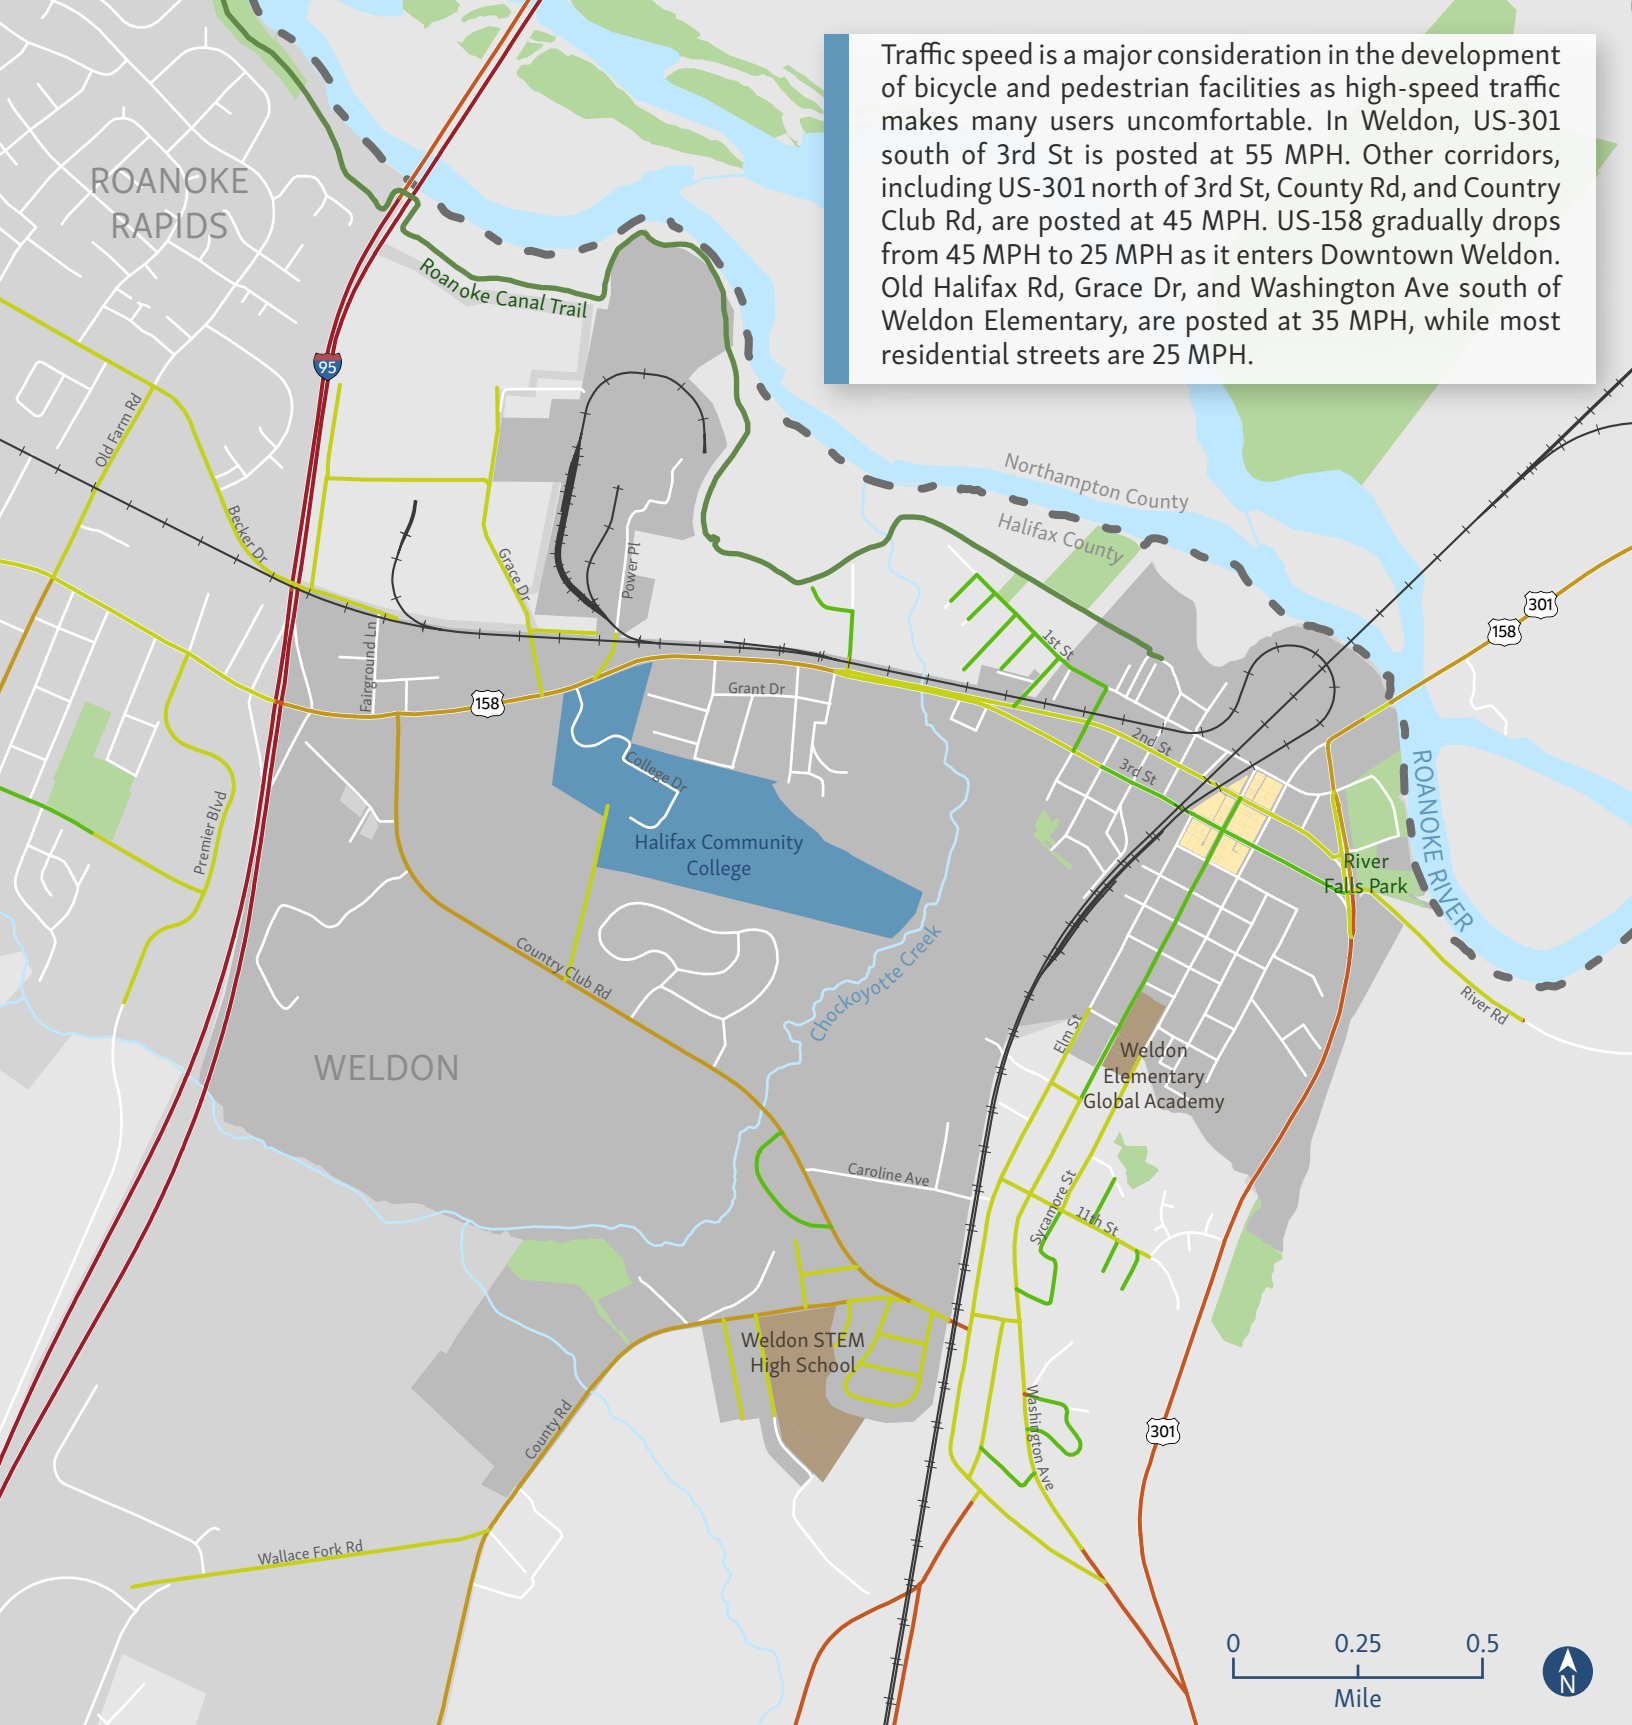 Traffic speed is a major consideration in the development
of bicycle and pedestrian facilities as high-speed traffic
makes many users uncomfortable. In Weldon, US-301
south of 3rd St is posted at 55 MPH. Other corridors,
including US-301 north of 3rd St, County Rd, and Country
Club Rd, are posted at 45 MPH. US-158 gradually drops
from 45 MPH to 25 MPH as it enters Downtown Weldon.
Old Halifax Rd, Grace Dr, and Washington Ave south of
Weldon Elementary, are posted at 35 MPH, while most
residential streets are 25 MPH.
ROANOKE
RAPIDS
Roanoke Canal Trail
95
Old Farm Rd
Becker Dr
Grace Dr
Power Pl
Northampton County
Halifax County
301
158
1st St
Fairground Ln
158
Grant Dr
2nd St
3rd St
College Dr
Premier Blvd
Halifax Community
College
ROANOKE RIVER
River
Falls Park
Country Club Rd
Chockoyotte Creek
River Rd
Elm St
WELDON
Weldon
Elementary
Global Academy
Caroline Ave
Sycamore St
11th St
Weldon STEM
High School
County Rd
Washington Ave
301
Wallace Fork Rd
0
0.25
0.5
Mile
N